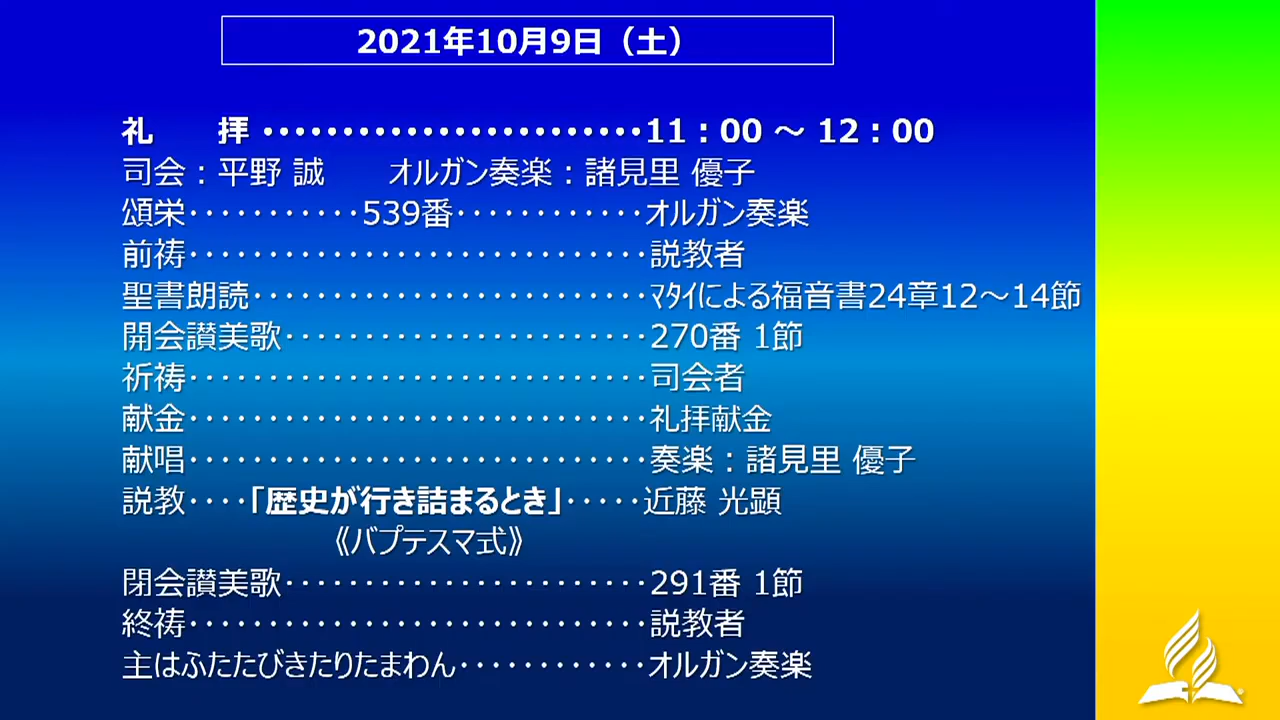 2021年10月9日（土）
礼　　拝 ････････････････････････11：00 ～ 12：00
司会：平野 誠　　オルガン奏楽：諸見里 優子
頌栄･･･････････539番････････････オルガン奏楽
前祷･････････････････････････････説教者
聖書朗読･････････････････････････ﾏﾀｲによる福音書24章12～14節
開会讃美歌･･･････････････････････270番 1節
祈祷･････････････････････････････司会者
献金･････････････････････････････礼拝献金
献唱･････････････････････････････奏楽：諸見里 優子
説教････「歴史が行き詰まるとき」･････近藤 光顕
《バプテスマ式》
閉会讃美歌･･･････････････････････291番 1節
終祷･････････････････････････････説教者
主はふたたびきたりたまわん････････････オルガン奏楽